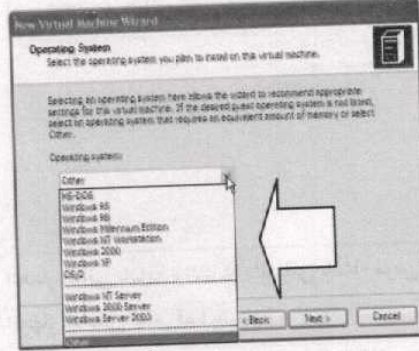 New Virtual Machine Wizard
Operating System
Select the operating system you plan to install on this virtual machine.
Selecting an operating system here allows the wizard to recommend appropriate
settings for this virtual machine. If the desired guest operating system is not listed,
select an operating system that requires an equivalent amount of memory or select
Other.
Operating system:
Other
MS-DOS
Windows 95
Windows 98
Windows Millennium Edition
Windows NT Workstation
Windows 2000
Windows XP
OS/2
Windows NT Server
Windows 2000 Server
Windows Server 2003
Other
< Back
Next >
Cancel